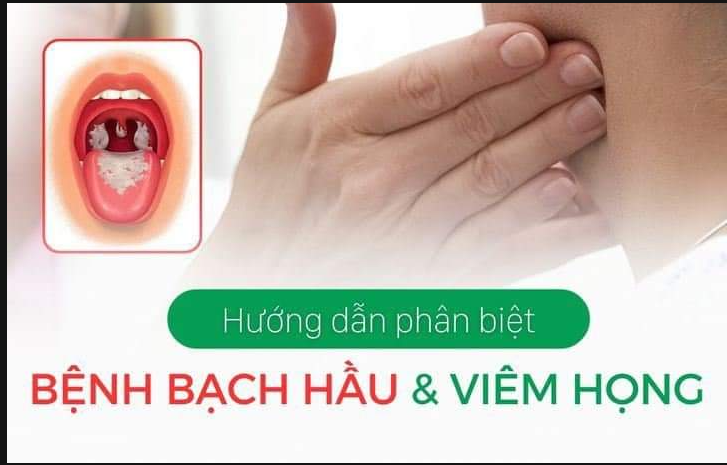 Hướng dẫn phân biệt
BỆNH BẠCH HẦU & VIÊM HỌNG